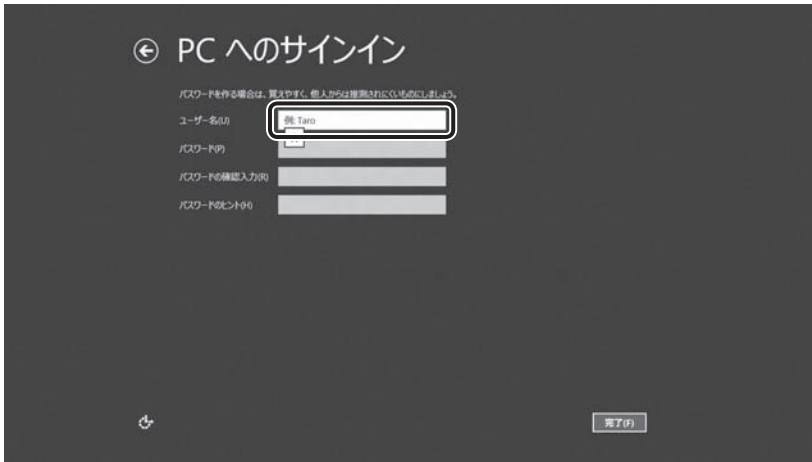 PC へのサインイン
パスワードを作る場合は、覚えやすく、他人からは推測されにくいものにしましょう。
ユーザー名(U)
例: Taro
パスワード(P)
パスワードの確認入力(R)
パスワードのヒント(H)
完了(F)